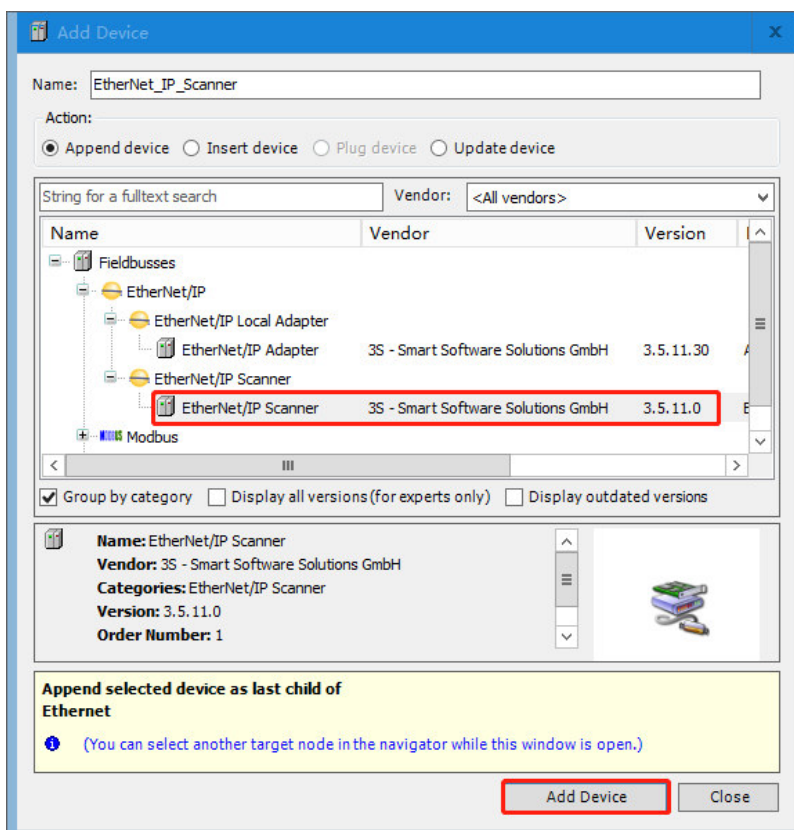 Add Device
x
Name: EtherNet_IP_Scanner
Action:
Append device Insert device Plug device Update device
String for a fulltext search Vendor: <All vendors>
Name Vendor Version
Fieldbusses
EtherNet/IP
EtherNet/IP Local Adapter
EtherNet/IP Adapter 3S - Smart Software Solutions GmbH 3.5.11.30
EtherNet/IP Scanner
EtherNet/IP Scanner 3S - Smart Software Solutions GmbH 3.5.11.0
MODBUS Modbus
Group by category Display all versions (for experts only) Display outdated versions
Name: EtherNet/IP Scanner
Vendor: 3S - Smart Software Solutions GmbH
Categories: EtherNet/IP Scanner
Version: 3.5.11.0
Order Number: 1
Append selected device as last child of
Ethernet
(You can select another target node in the navigator while this window is open.)
Add Device Close